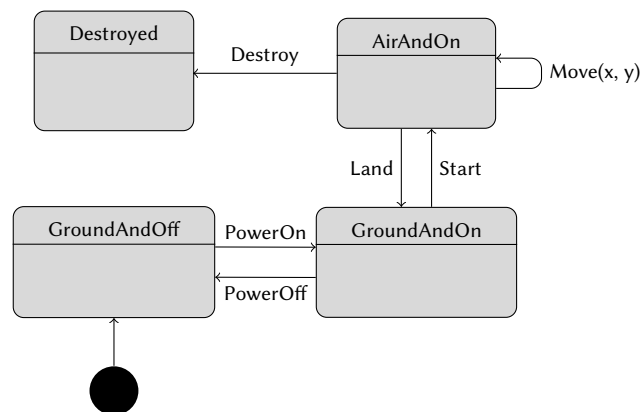 Destroyed
AirAndOn
Destroy
Move(x, y)
Land
Start
GroundAndOff
PowerOn
GroundAndOn
PowerOff